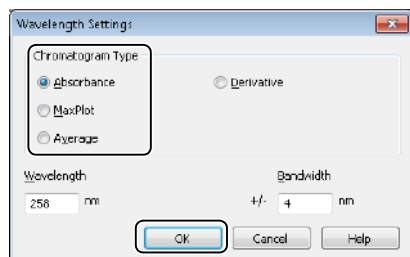 Wavelength Settings
Chromatogram Type
Absorbance Derivative
MaxPlot
Average
Wavelength Bandwidth
258 nm +/- 4 nm
OK Cancel Help